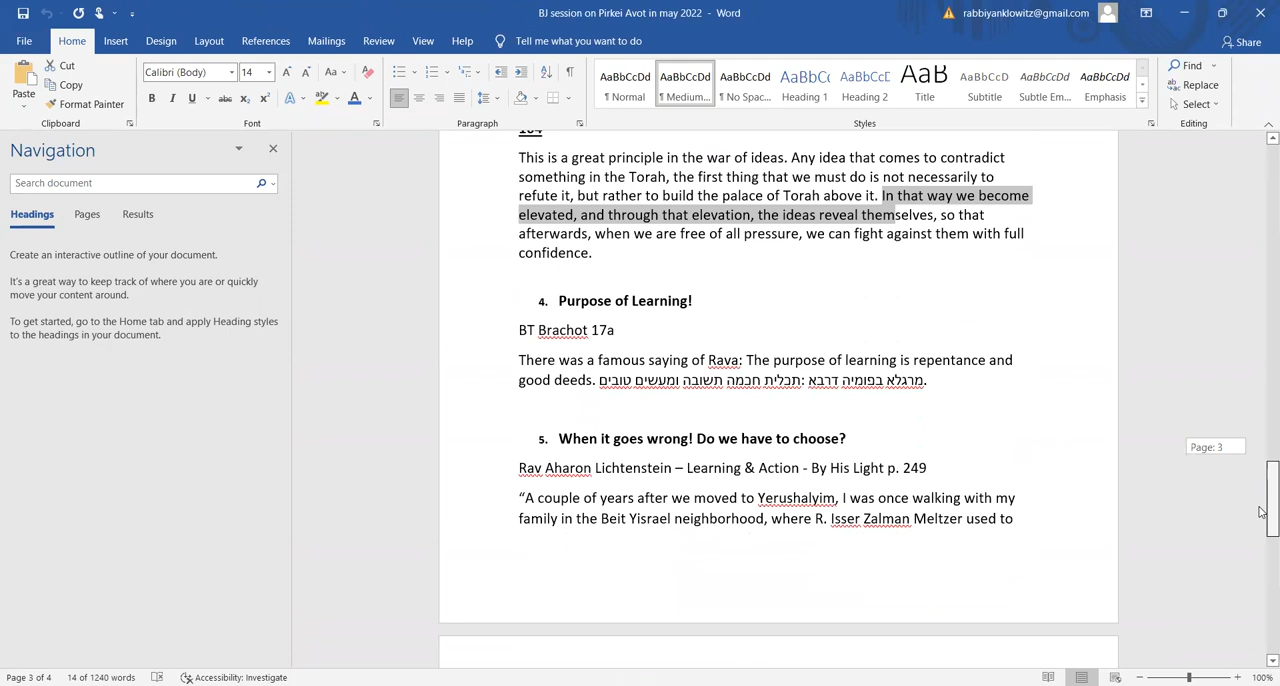 BJ session on Pirkei Avot in may 2022 - Word
rabbiyanklowitz@gmail.com
File Home Insert Design Layout References Mailings Review View Help Tell me what you want to do Share
Cut
Copy
Format Painter
Paste
Clipboard
Calibri (Body) 14
Font
Paragraph
AaBbCcDd AaBbCcDd AaBbCcDd AaBbCc AaBbCcD AaB AaBbCcD AaBbCcDd AaBbCcDd
¶ Normal ¶ Medium... ¶ No Spac... Heading 1 Heading 2 Title Subtitle Subtle Em... Emphasis
Styles
Find
Replace
Select
Editing
Navigation
Search document
Headings Pages Results
Create an interactive outline of your document.
It's a great way to keep track of where you are or quickly
move your content around.
To get started, go to the Home tab and apply Heading styles
to the headings in your document.
This is a great principle in the war of ideas. Any idea that comes to contradict
something in the Torah, the first thing that we must do is not necessarily to
refute it, but rather to build the palace of Torah above it. In that way we become
elevated, and through that elevation, the ideas reveal themselves, so that
afterwards, when we are free of all pressure, we can fight against them with full
confidence.
4. Purpose of Learning!
BT Brachot 17a
There was a famous saying of Rava: The purpose of learning is repentance and
good deeds. מרגלא בפומיה דרבא: תכלית חכמה תשובה ומעשים טובים.
5. When it goes wrong! Do we have to choose?
Rav Aharon Lichtenstein – Learning & Action - By His Light p. 249
“A couple of years after we moved to Yerushalyim, I was once walking with my
family in the Beit Yisrael neighborhood, where R. Isser Zalman Meltzer used to
Page: 3
Page 3 of 4 14 of 1240 words Accessibility: Investigate 100%